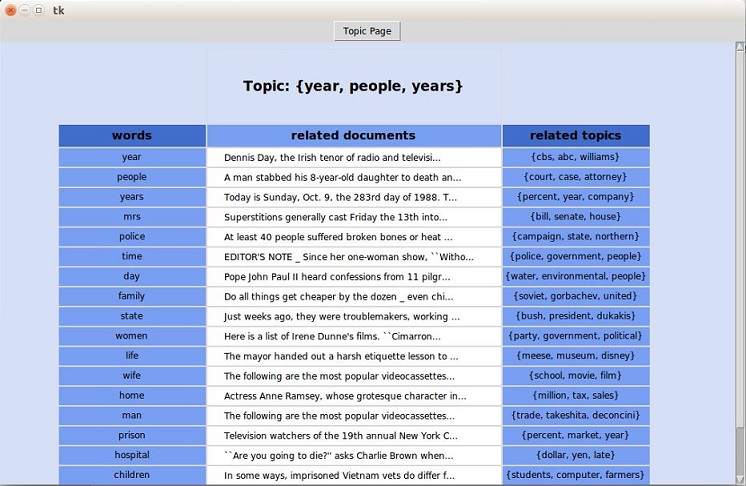 tk
Topic Page
Topic: {year, people, years}
words related documents related topics
year Dennis Day, the Irish tenor of radio and televisi... {cbs, abc, williams}
people A man stabbed his 8-year-old daughter to death an... {court, case, attorney}
years Today is Sunday, Oct. 9, the 283rd day of 1988. T... {percent, year, company}
mrs Superstitions generally cast Friday the 13th into... {bill, senate, house}
police At least 40 people suffered broken bones or heat ... {campaign, state, northern}
time EDITOR'S NOTE _ Since her one-woman show, ``Witho... {police, government, people}
day Pope John Paul II heard confessions from 11 pilgr... {water, environmental, people}
family Do all things get cheaper by the dozen _ even chi... {soviet, gorbachev, united}
state Just weeks ago, they were troublemakers, working ... {bush, president, dukakis}
women Here is a list of Irene Dunne's films. ``Cimarron... {party, government, political}
life The mayor handed out a harsh etiquette lesson to ... {meese, museum, disney}
wife The following are the most popular videocassettes... {school, movie, film}
home Actress Anne Ramsey, whose grotesque character in... {million, tax, sales}
man The following are the most popular videocassettes... {trade, takeshita, deconcini}
prison Television watchers of the 19th annual New York C... {percent, market, year}
hospital ``Are you going to die?'' asks Charlie Brown when... {dollar, yen, late}
children In some ways, imprisoned Vietnam vets do differ f... {students, computer, farmers}